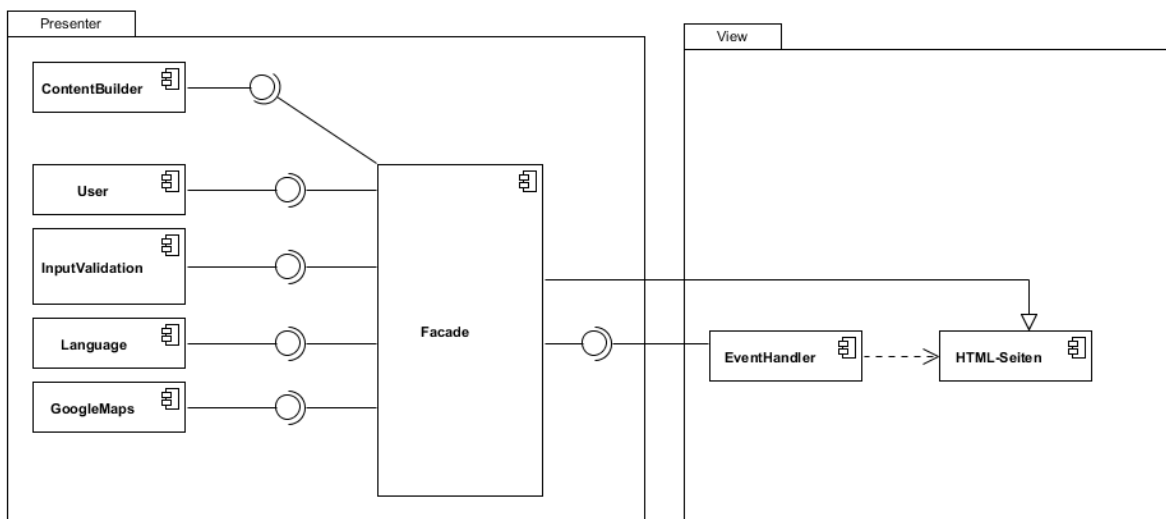 Presenter
View
ContentBuilder
User
InputValidation
Facade
Language
EventHandler
HTML-Seiten
GoogleMaps